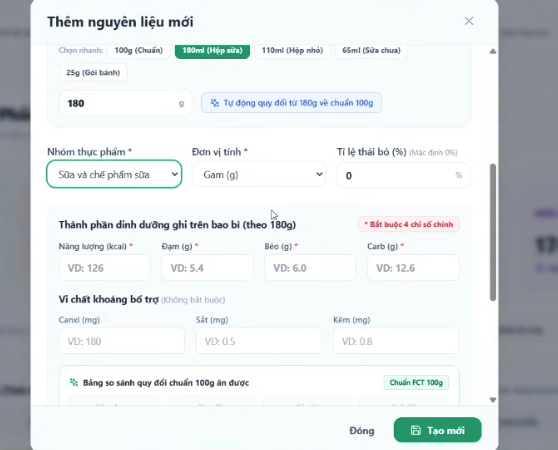 Thêm nguyên liệu mới
Chọn nhanh: 100g (Chuẩn) 180ml (Hộp sữa) 110ml (Hộp nhỏ) 65ml (Sữa chua)
25g (Gói bánh)
180 g Tự động quy đổi từ 180g về chuẩn 100g
Nhóm thực phẩm * Đơn vị tính * Tỉ lệ thải bỏ (%) (Mặc định 0%)
Sữa và chế phẩm sữa Gam (g) 0 %
Thành phần dinh dưỡng ghi trên bao bì (theo 180g) * Bắt buộc 4 chỉ số chính
Năng lượng (kcal) * Đạm (g) * Béo (g) * Carb (g) *
VD: 126 VD: 5.4 VD: 6.0 VD: 12.6
Vi chất khoáng bổ trợ (Không bắt buộc)
Canxi (mg) Sắt (mg) Kẽm (mg)
VD: 180 VD: 0.5 VD: 0.8
Bảng so sánh quy đổi chuẩn 100g ăn được Chuẩn FCT 100g
Đóng Tạo mới